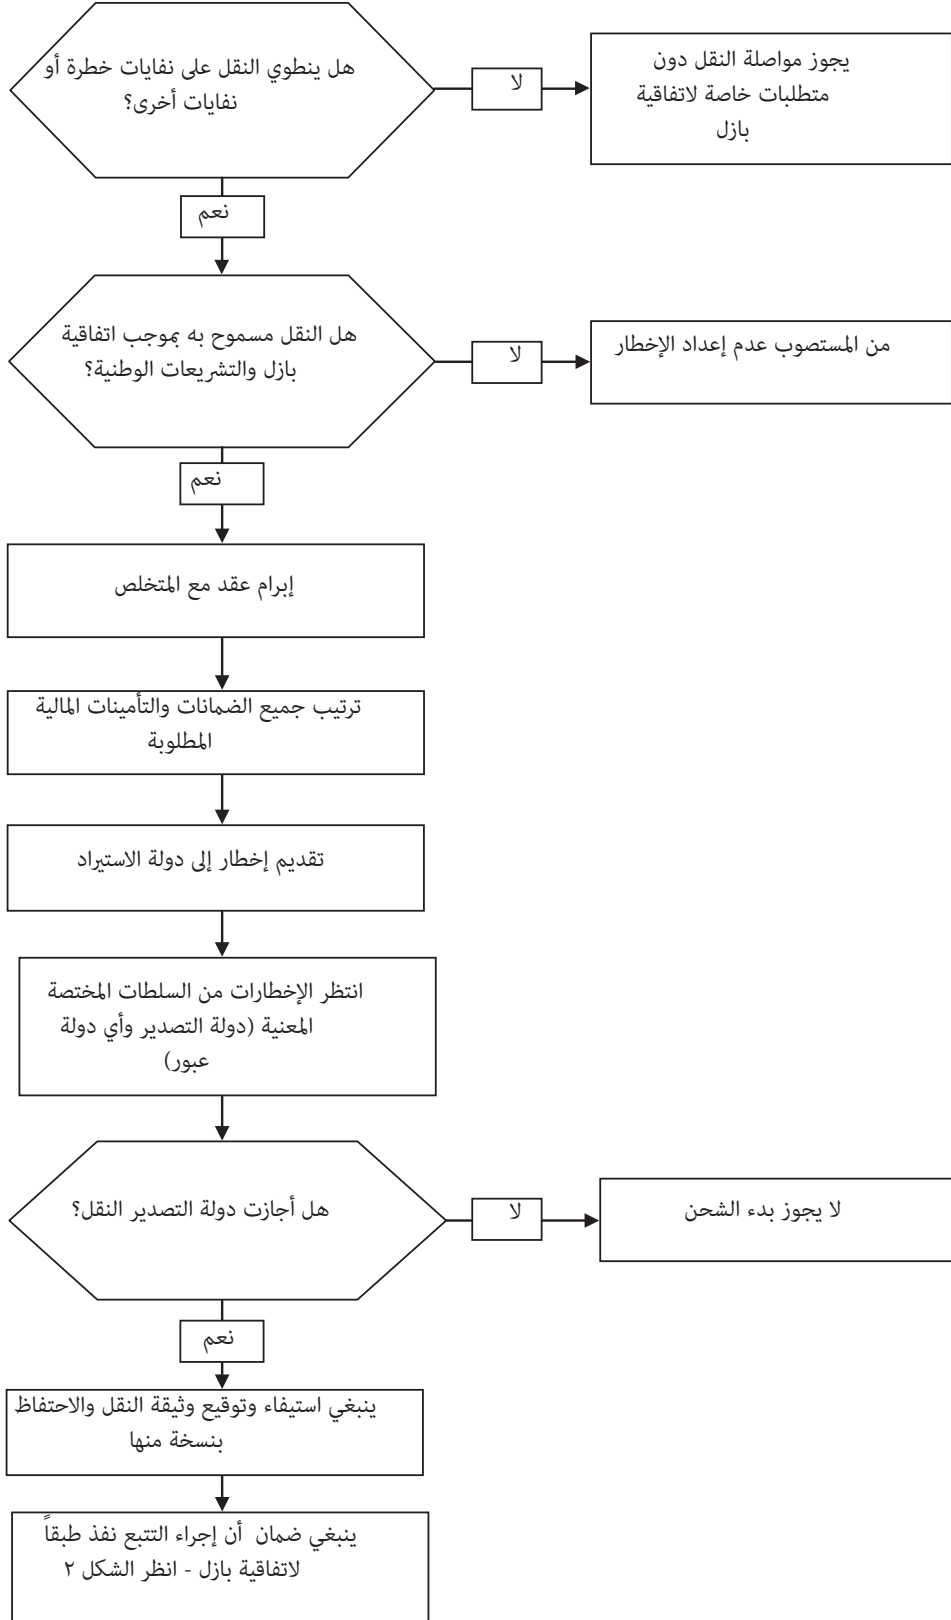 هل ينطوي النقل على نفايات خطرة أو
نفايات أخرى؟
لا
يجوز مواصلة النقل دون
متطلبات خاصة لاتفاقية
بازل
نعم
هل النقل مسموح به بموجب اتفاقية
بازل والتشريعات الوطنية؟
لا
من المستصوب عدم إعداد الإخطار
نعم
إبرام عقد مع المتخلص
ترتيب جميع الضمانات والتأمينات المالية
المطلوبة
تقديم إخطار إلى دولة الاستيراد
انتظر الإخطارات من السلطات المختصة
المعنية (دولة التصدير وأي دولة
عبور)
هل أجازت دولة التصدير النقل؟
لا
لا يجوز بدء الشحن
نعم
ينبغي استيفاء وتوقيع وثيقة النقل والاحتفاظ
بنسخة منها
ينبغي ضمان أن إجراء التتبع نفذ طبقاً
لاتفاقية بازل - انظر الشكل ٢